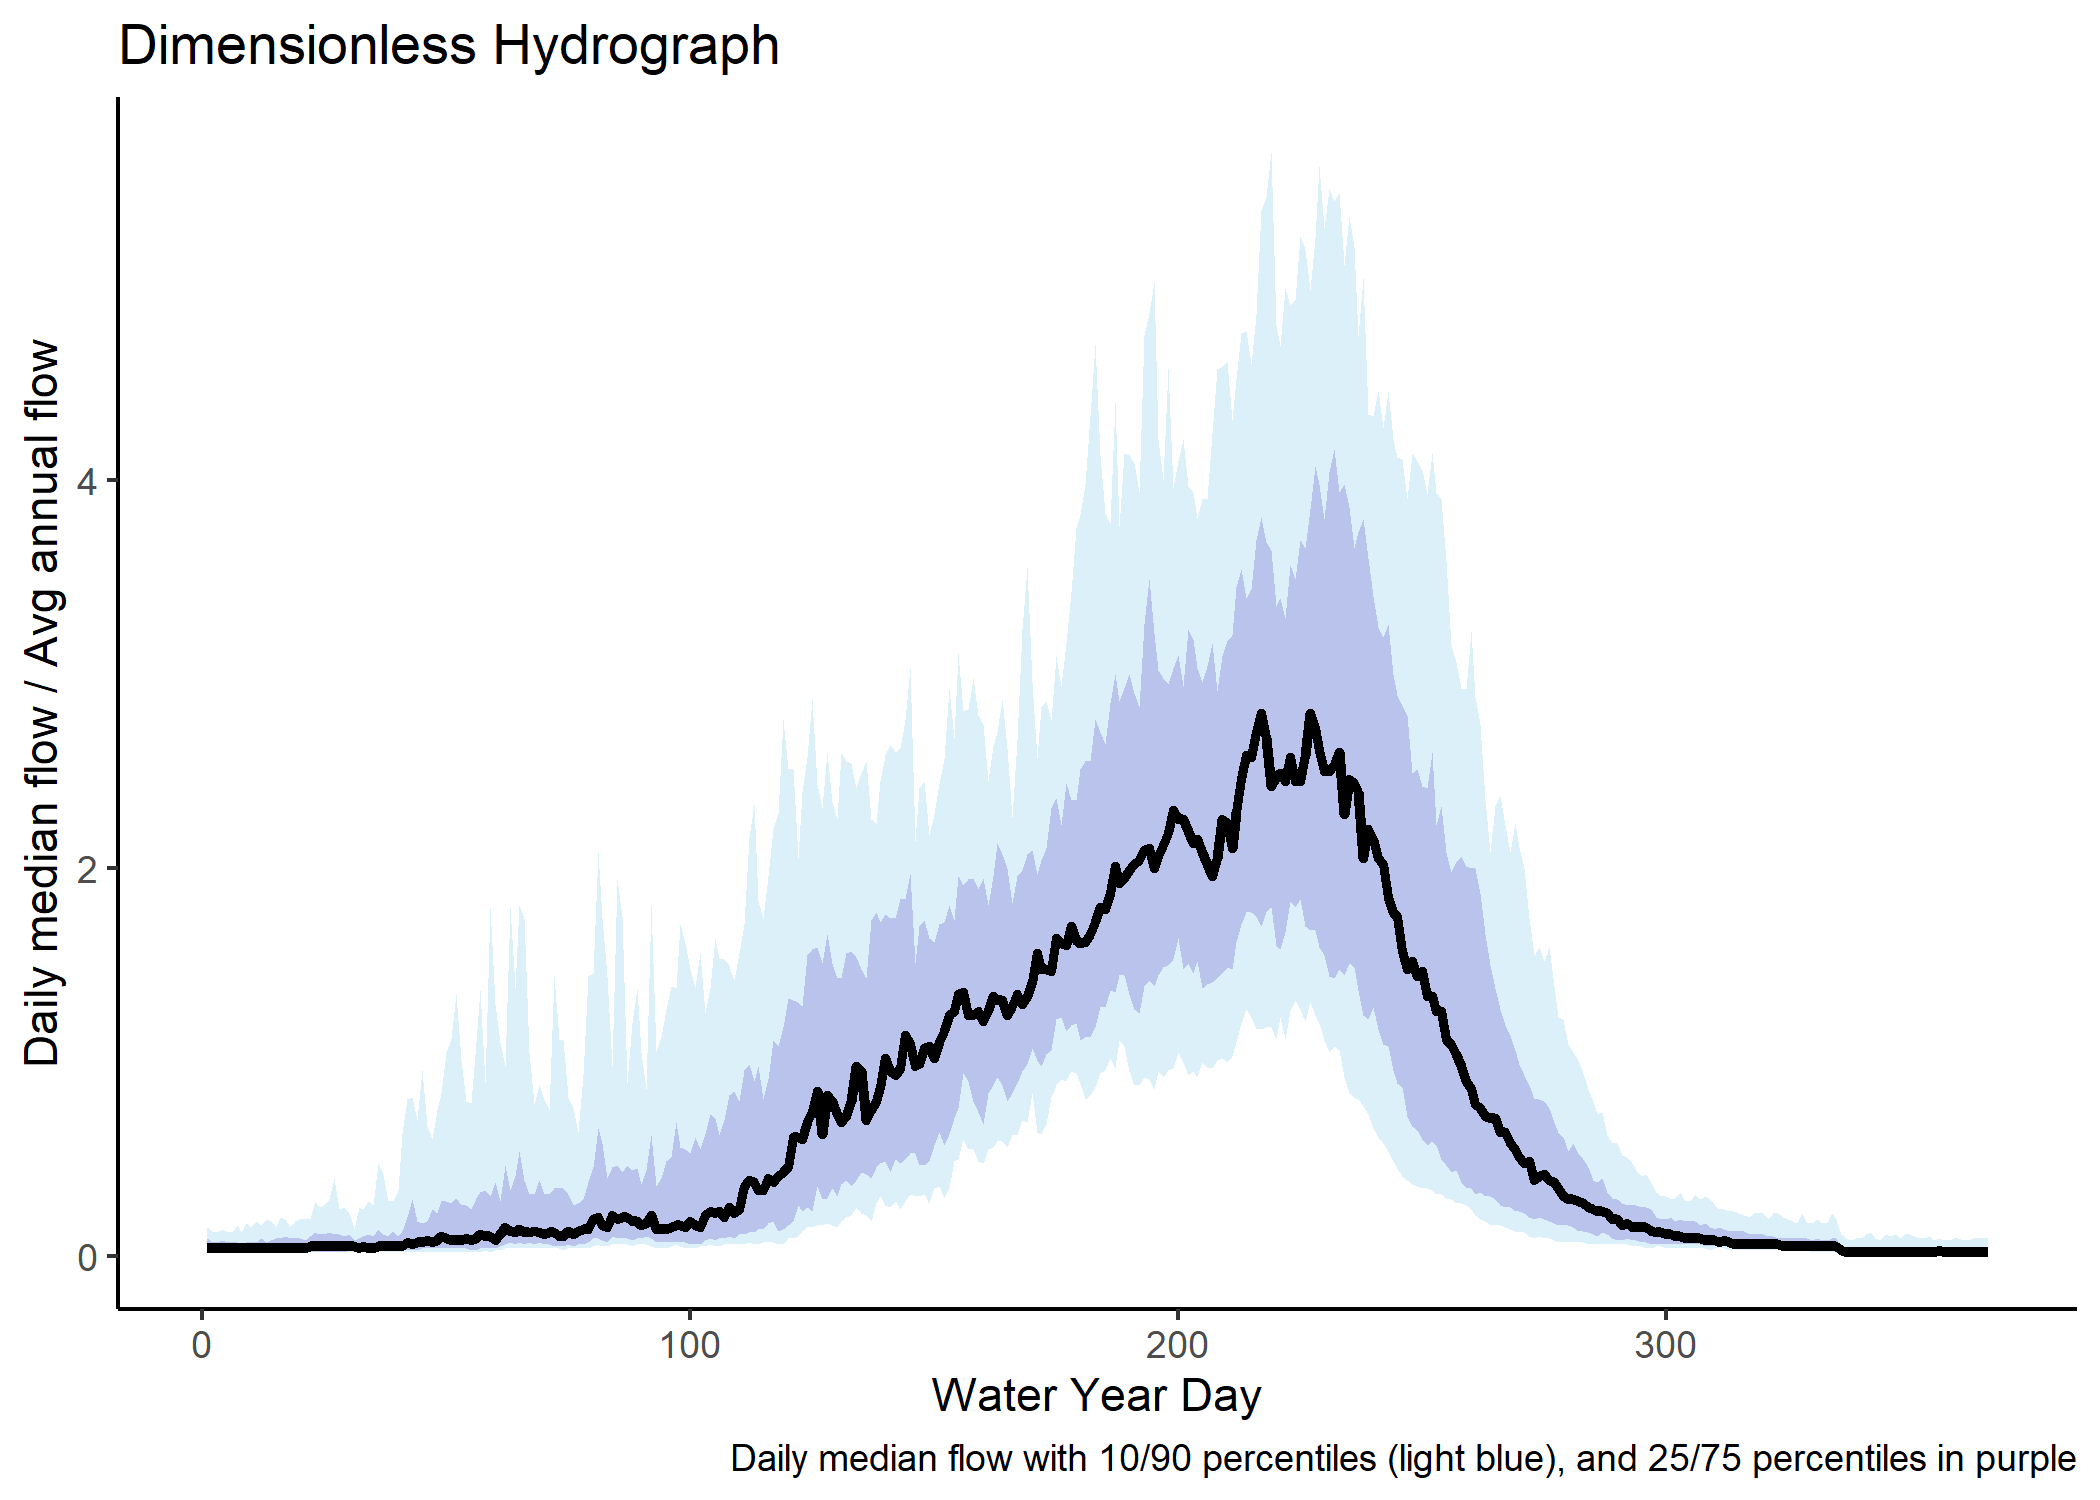 Dimensionless Hydrograph
Daily median flow / Avg annual flow
4
2
0
0
100
200
300
Water Year Day
Daily median flow with 10/90 percentiles (light blue), and 25/75 percentiles in purple